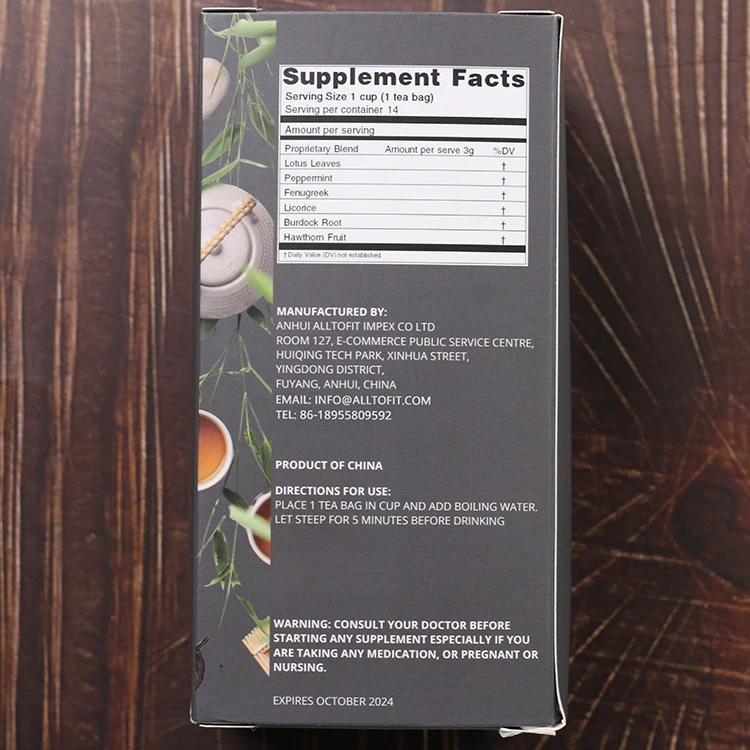 Supplement Facts
Serving Size 1 cup (1 tea bag)
Serving per container 14
Amount per serving
Proprietary Blend Amount per serve 3g %DV
Lotus Leaves †
Peppermint †
Fenugreek †
Licorice †
Burdock Root †
Hawthorn Fruit †
† Daily Value (DV) not established
MANUFACTURED BY:
ANHUI ALLTOFIT IMPEX CO LTD
ROOM 127, E-COMMERCE PUBLIC SERVICE CENTRE,
HUIQING TECH PARK, XINHUA STREET,
YINGDONG DISTRICT,
FUYANG, ANHUI, CHINA
EMAIL: INFO@ALLTOFIT.COM
TEL: 86-18955809592
PRODUCT OF CHINA
DIRECTIONS FOR USE:
PLACE 1 TEA BAG IN CUP AND ADD BOILING WATER.
LET STEEP FOR 5 MINUTES BEFORE DRINKING
WARNING: CONSULT YOUR DOCTOR BEFORE
STARTING ANY SUPPLEMENT ESPECIALLY IF YOU
ARE TAKING ANY MEDICATION, OR PREGNANT OR
NURSING.
EXPIRES OCTOBER 2024